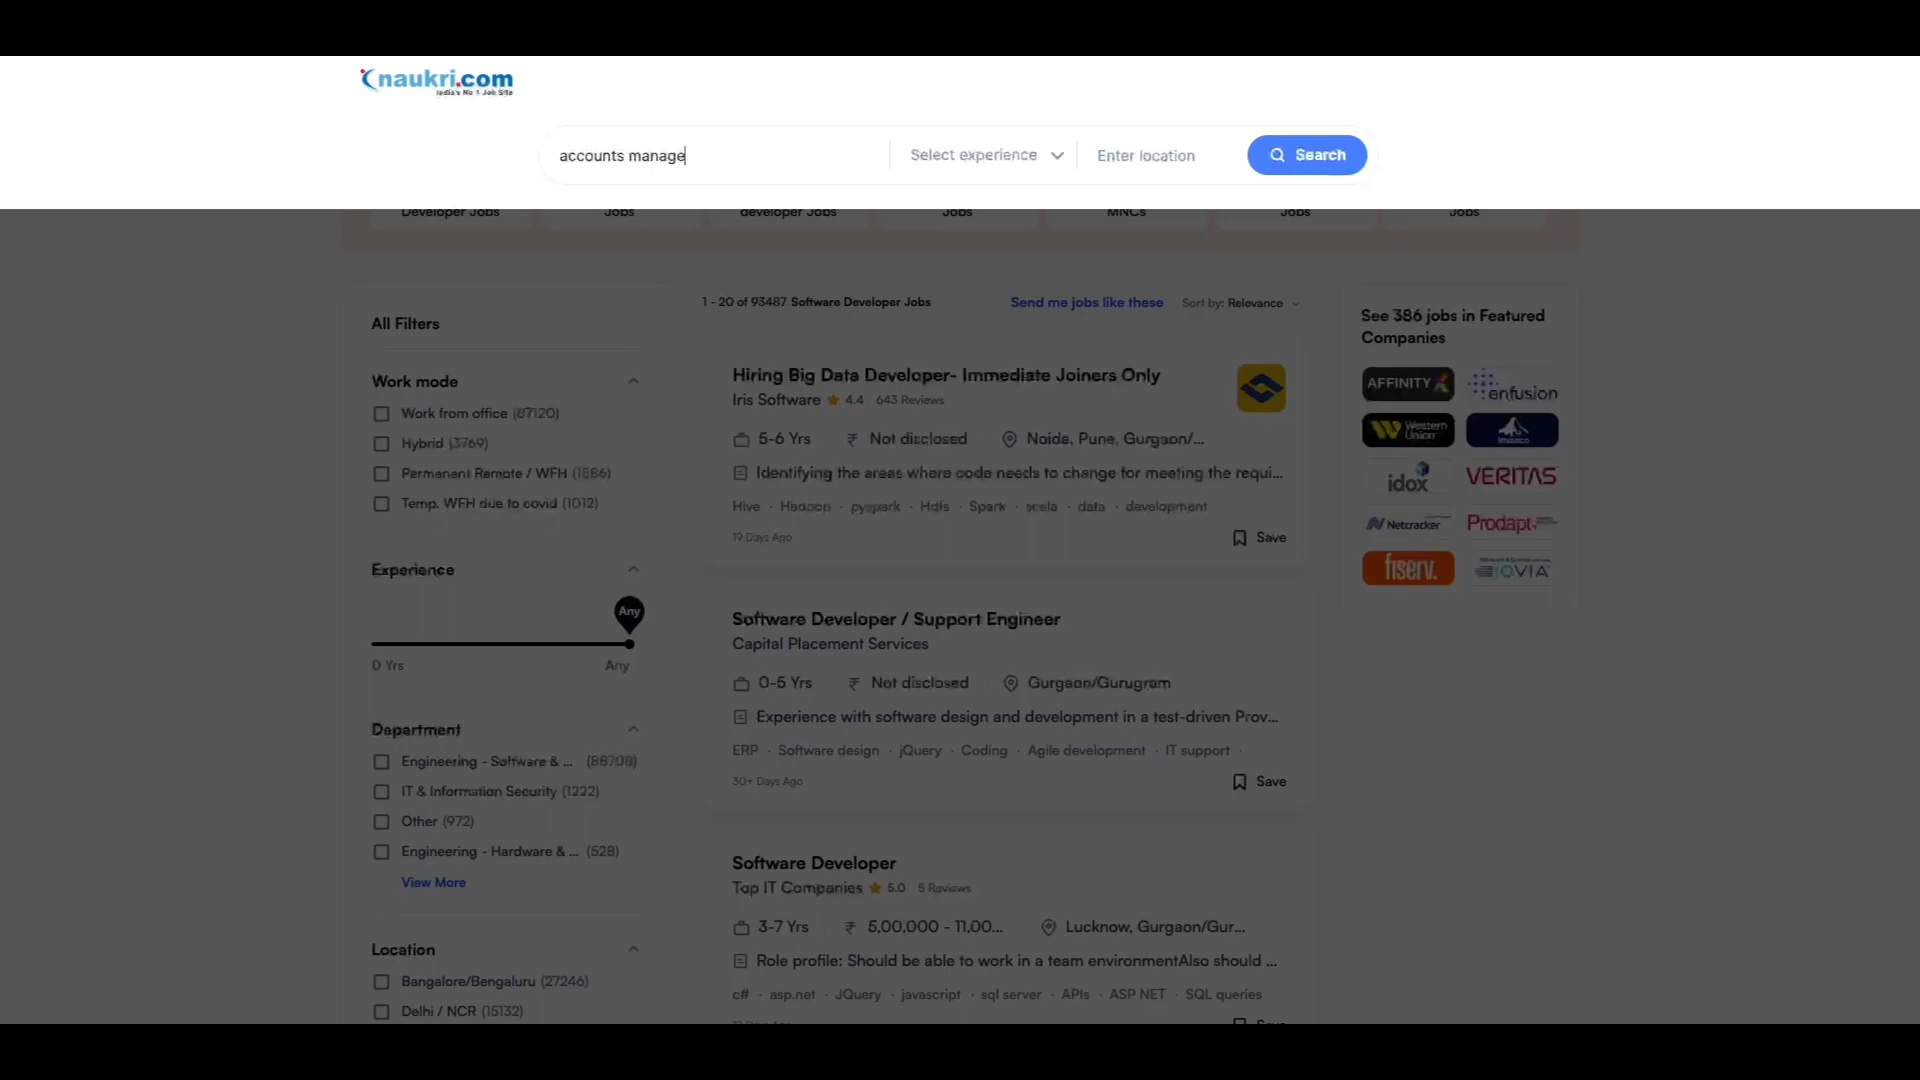 naukri.com
India's No 1 Job Site
accounts manage
Select experience
Enter location
Search
Developer Jobs
Jobs
developer Jobs
Jobs
MNCs
Jobs
Jobs
All Filters
Work mode
Work from office (87120)
Hybrid (3769)
Permanant Remote / WFH (1586)
Temp. WFH due to covid (1012)
Experience
Any
0 Yrs
Any
Department
Engineering - Software & ... (88708)
IT & Information Security (1222)
Other (972)
Engineering - Hardware & ... (528)
View More
Location
Bangalore/Bengaluru (27246)
Delhi / NCR (15132)
1 - 20 of 93487 Software Developer Jobs
Send me jobs like these
Sort by: Relevance
Hiring Big Data Developer- Immediate Joiners Only
Iris Software 4.4 643 Reviews
5-6 Yrs ₹ Not disclosed Noida, Pune, Gurgaon/...
Identifying the areas where code needs to change for meeting the requi...
Hive · Hadoop · pyspark · Hdfs · Spark · scala · data · development
19 Days Ago
Save
Software Developer / Support Engineer
Capital Placement Services
0-5 Yrs ₹ Not disclosed Gurgaon/Gurugram
Experience with software design and development in a test-driven Prov...
ERP · Software design · jQuery · Coding · Agile development · IT support ·
30+ Days Ago
Save
Software Developer
Top IT Companies 5.0 5 Reviews
3-7 Yrs ₹ 5,00,000 - 11,00... Lucknow, Gurgaon/Gur...
Role profile: Should be able to work in a team environmentAlso should ...
c# · asp.net · JQuery · javascript · sql server · APIs · ASP NET · SQL queries
Save
See 386 jobs in Featured
Companies
AFFINITY X
enfusion
Western
Union
Invesco
idox
VERITAS
Netcracker
Prodapt
fiserv.
IQVIA